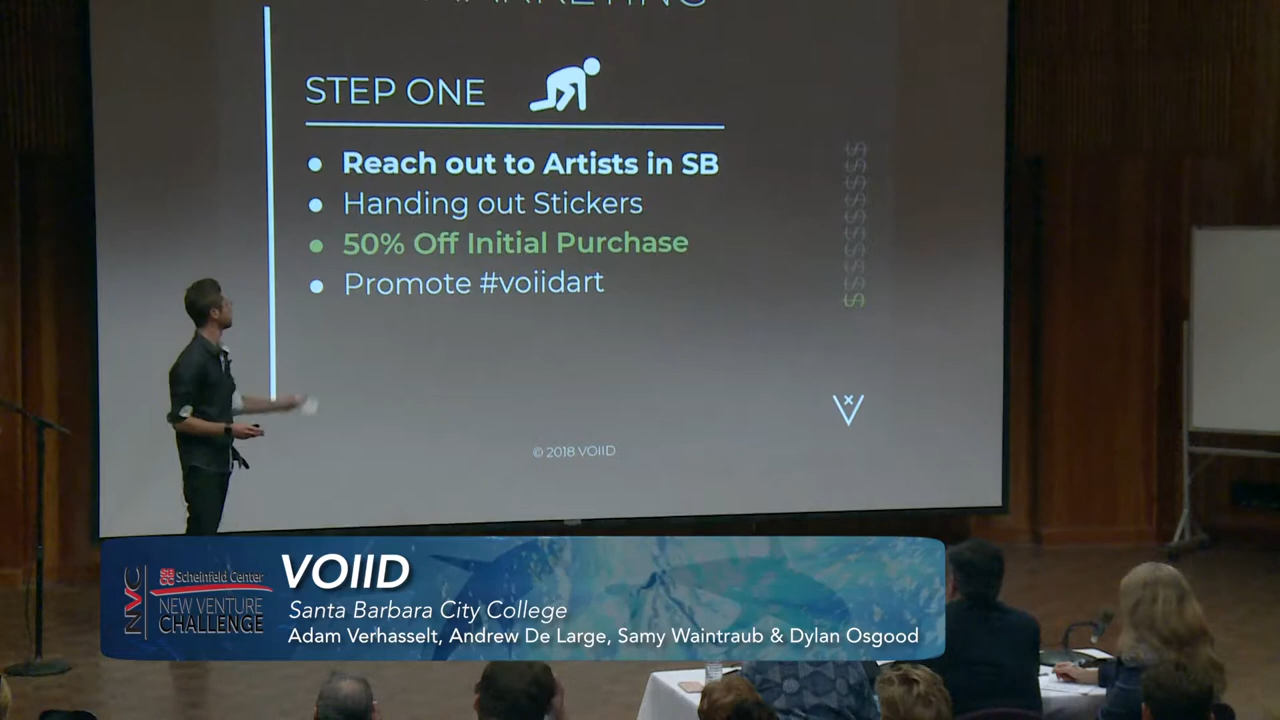 MARKETING
STEP ONE
• Reach out to Artists in SB
• Handing out Stickers
• 50% Off Initial Purchase
• Promote #voiidart
$
$
$
$
$
$
$
$
$
$
© 2018 VOIID
NVC
SBCC Scheinfeld Center
NEW VENTURE
CHALLENGE
VOIID
Santa Barbara City College
Adam Verhasselt, Andrew De Large, Samy Waintraub & Dylan Osgood